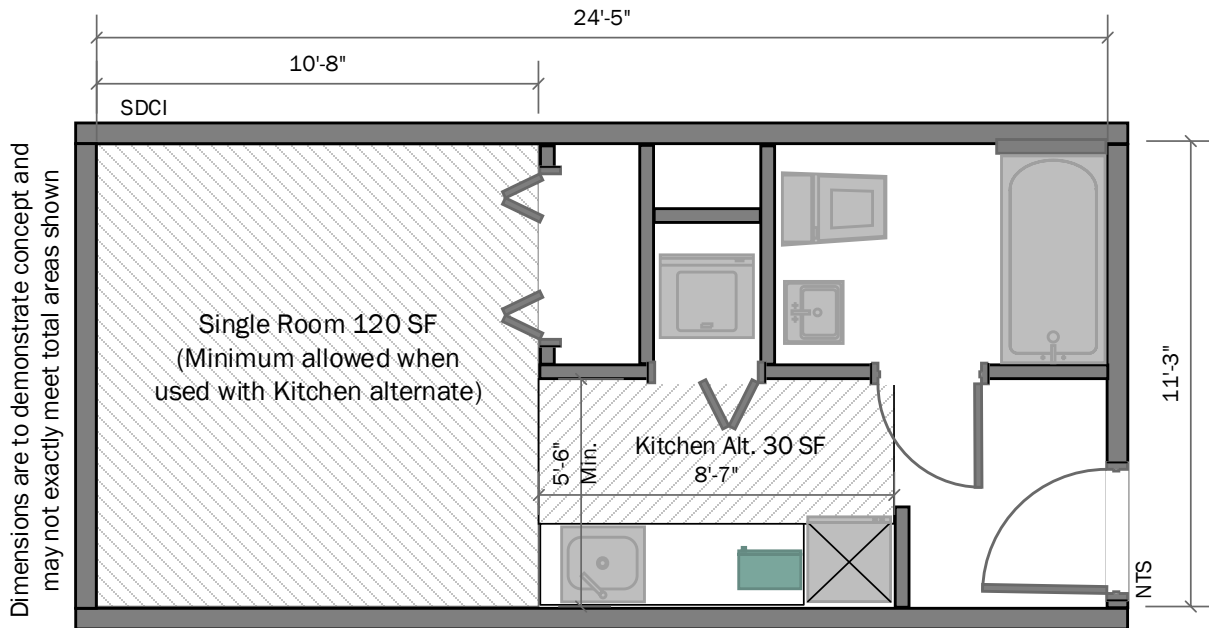 24'-5"
10'-8"
SDCI
Dimensions are to demonstrate concept and
may not exactly meet total areas shown
Single Room 120 SF
(Minimum allowed when
used with Kitchen alternate)
Kitchen Alt. 30 SF
8'-7"
5'-6"
Min.
11'-3"
NTS